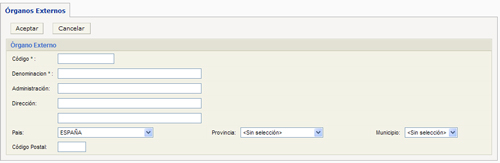 Órganos Externos
Aceptar Cancelar
Órgano Externo
Código * :
Denominacion * :
Administración:
Dirección:
País: ESPAÑA Provincia: <Sin selección> Municipio: <Sin selección>
Código Postal: